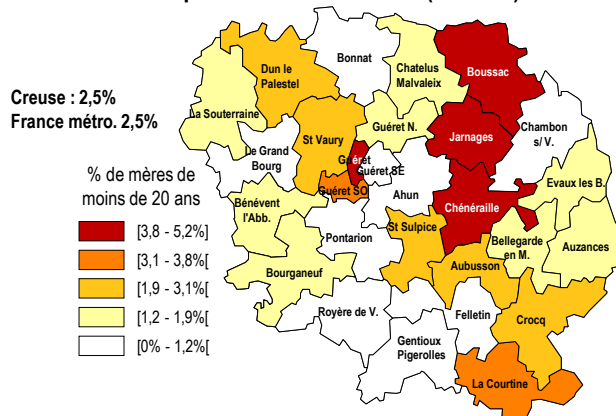 Creuse : 2,5%
France métro. 2,5%
% de mères de
moins de 20 ans
[3,8 - 5,2%]
[3,1 - 3,8%[
[1,9 - 3,1%[
[1,2 - 1,9%[
[0% - 1,2%[
Bonnat
Dun le
Palestel
Chatelus
Malvaleix
Boussac
La Souterraine
St Vaury
Guéret N.
Jarnages
Chambon
s/ V.
Le Grand
Bourg
Guéret
Guéret SE
Guéret SO
Ahun
Evaux les B.
Bénévent
l'Abb.
Chénéraille
Pontarion
St Sulpice
Bellegarde
en M.
Auzances
Bourganeuf
Aubusson
Royère de V.
Felletin
Crocq
Gentioux
Pigerolles
La Courtine